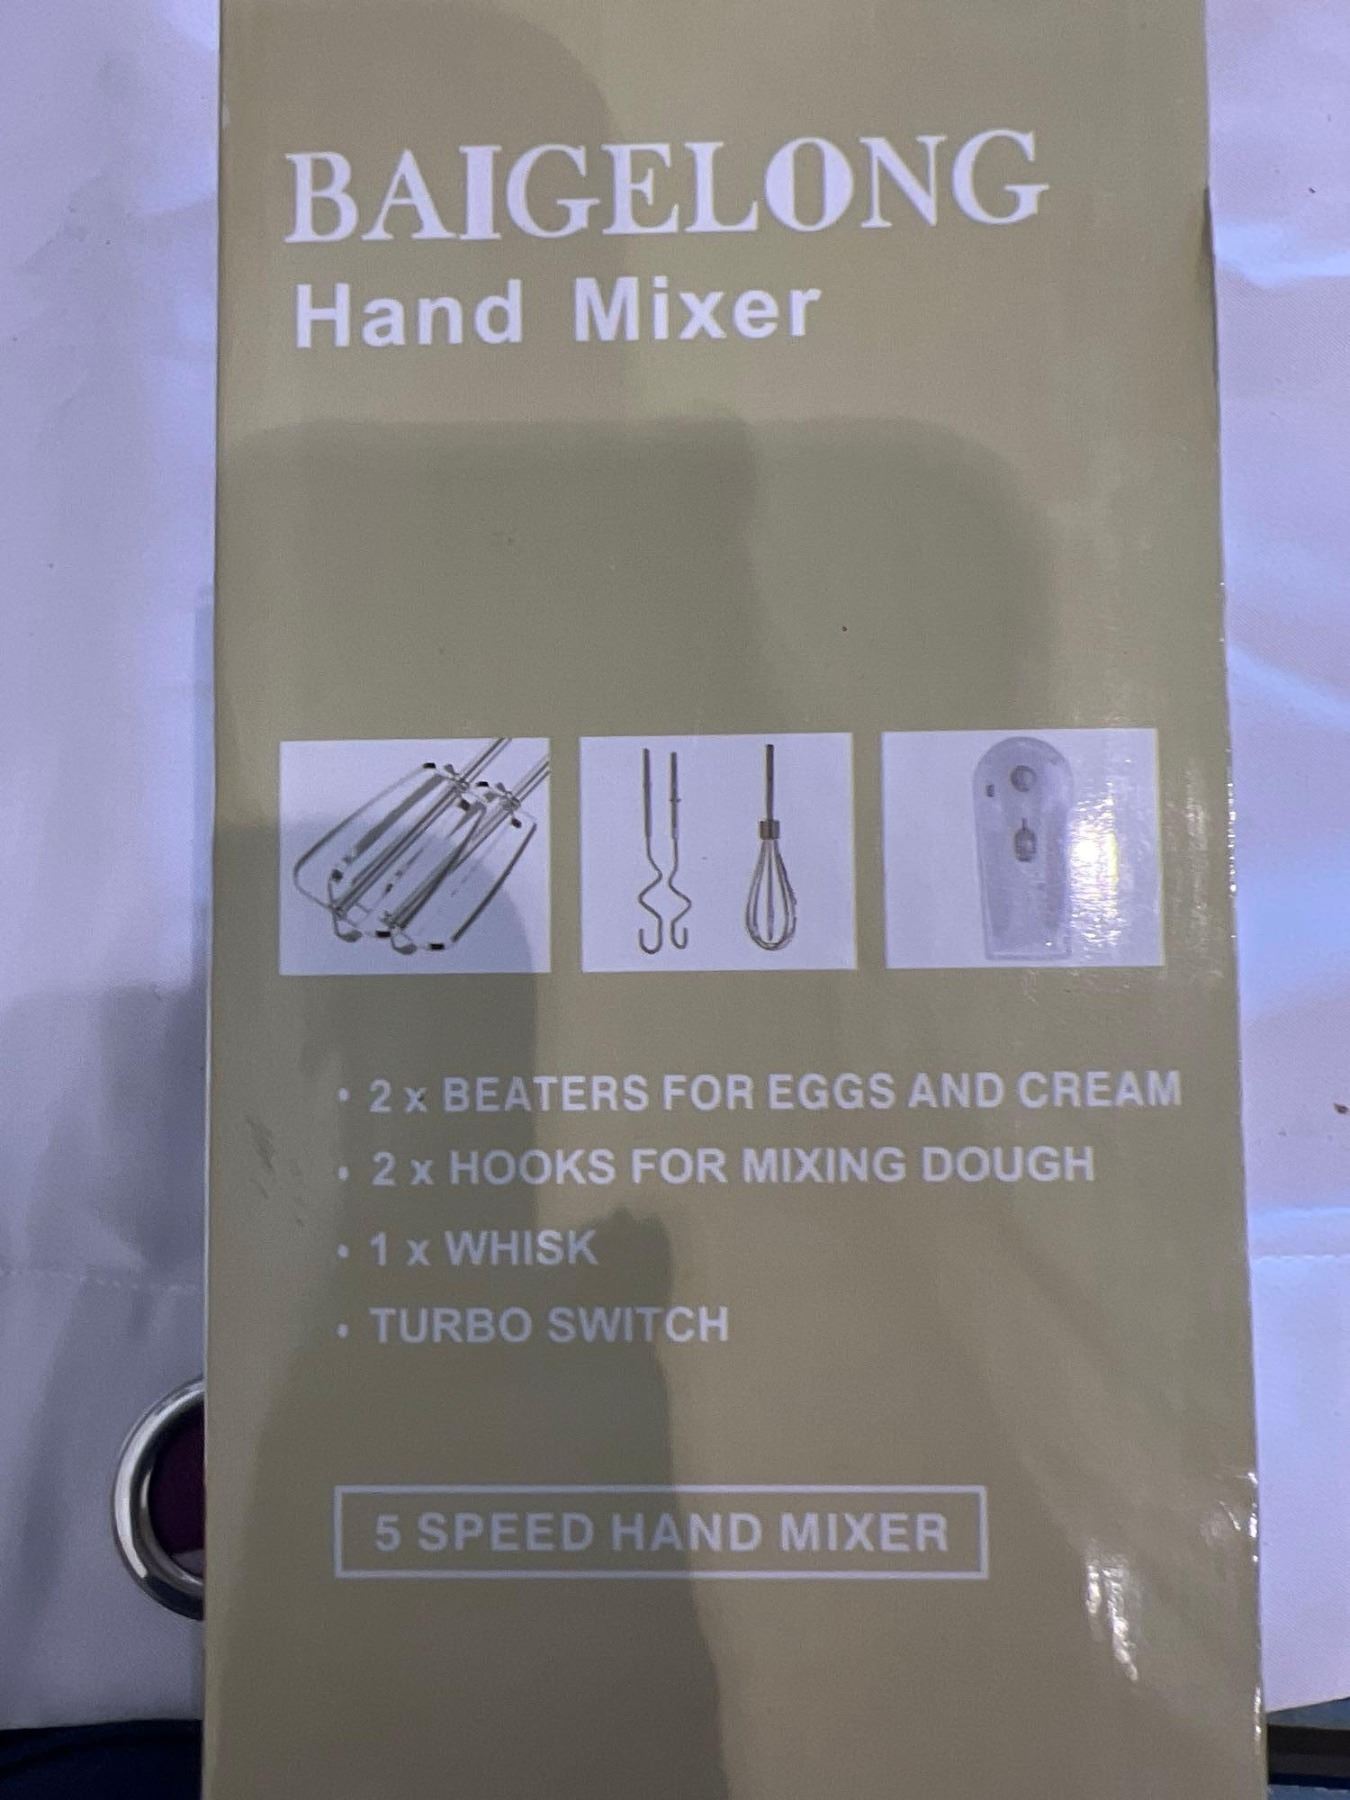 BAIGELONG
Hand Mixer
• 2 x BEATERS FOR EGGS AND CREAM
• 2 x HOOKS FOR MIXING DOUGH
• 1 x WHISK
• TURBO SWITCH
5 SPEED HAND MIXER